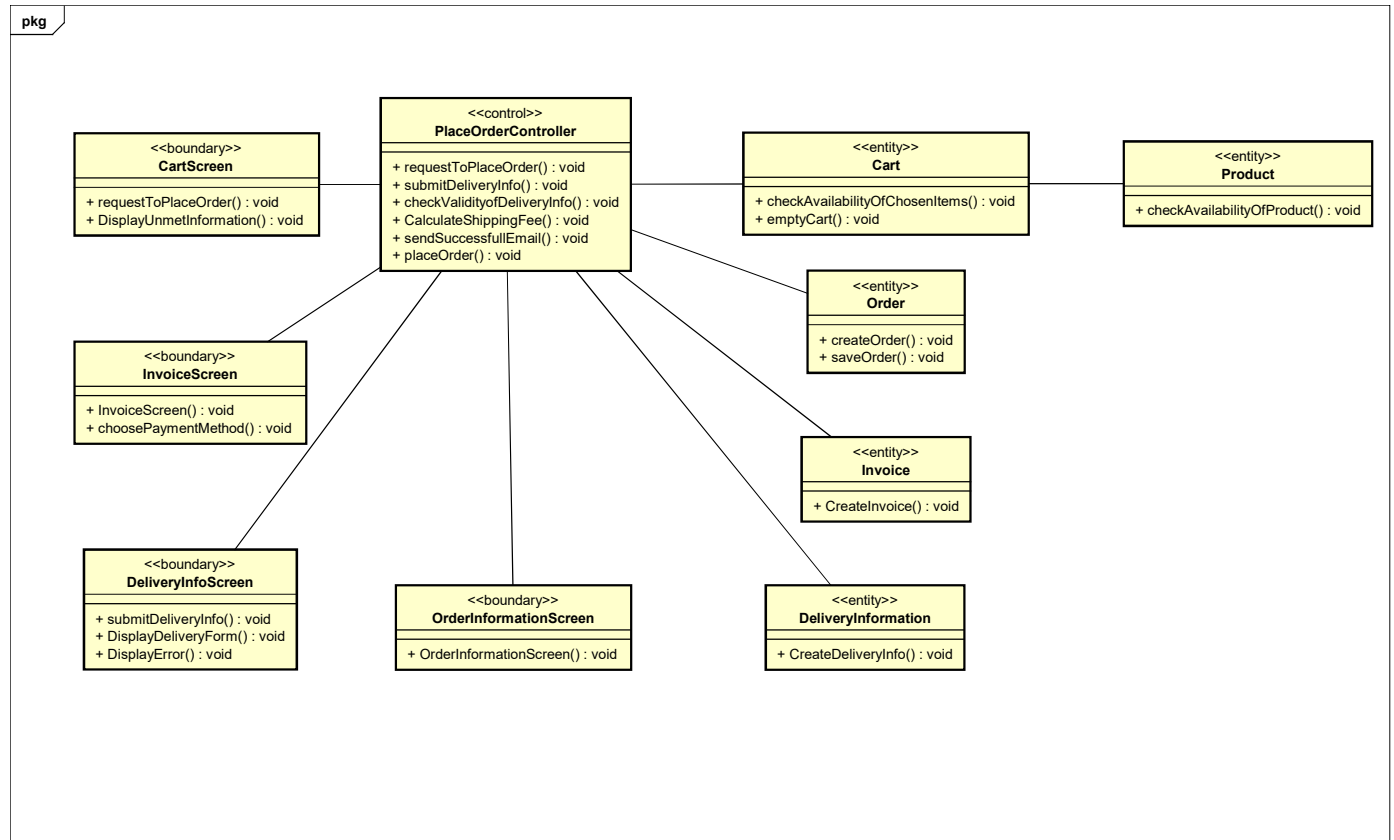 pkg
<<control>>
PlaceOrderController
+ requestToPlaceOrder() : void
+ submitDeliveryInfo() : void
+ checkValidityofDeliveryInfo() : void
+ CalculateShippingFee() : void
+ sendSuccessfullEmail() : void
+ placeOrder() : void
<<boundary>>
CartScreen
+ requestToPlaceOrder() : void
+ DisplayUnmetInformation() : void
<<entity>>
Cart
+ checkAvailabilityOfChosenItems() : void
+ emptyCart() : void
<<entity>>
Product
+ checkAvailabilityOfProduct() : void
<<entity>>
Order
+ createOrder() : void
+ saveOrder() : void
<<boundary>>
InvoiceScreen
+ InvoiceScreen() : void
+ choosePaymentMethod() : void
<<entity>>
Invoice
+ CreateInvoice() : void
<<boundary>>
DeliveryInfoScreen
+ submitDeliveryInfo() : void
+ DisplayDeliveryForm() : void
+ DisplayError() : void
<<boundary>>
OrderInformationScreen
+ OrderInformationScreen() : void
<<entity>>
DeliveryInformation
+ CreateDeliveryInfo() : void